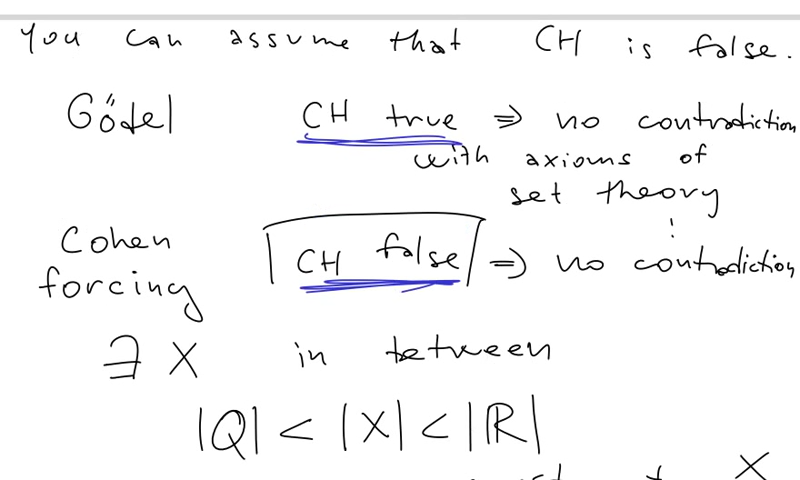 You can assume that CH is false.
Gödel CH true ⇒ no contradiction
with axioms of
set theory
Cohen CH false ⇒ no contradiction
forcing
∃ X in between
|Q| < |X| < |R|
X